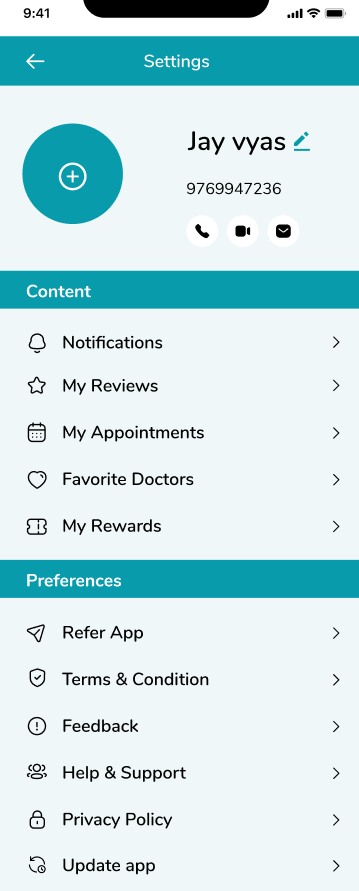 9:41
Settings
Jay vyas
9769947236
Content
Notifications
My Reviews
My Appointments
Favorite Doctors
My Rewards
Preferences
Refer App
Terms & Condition
Feedback
Help & Support
Privacy Policy
Update app